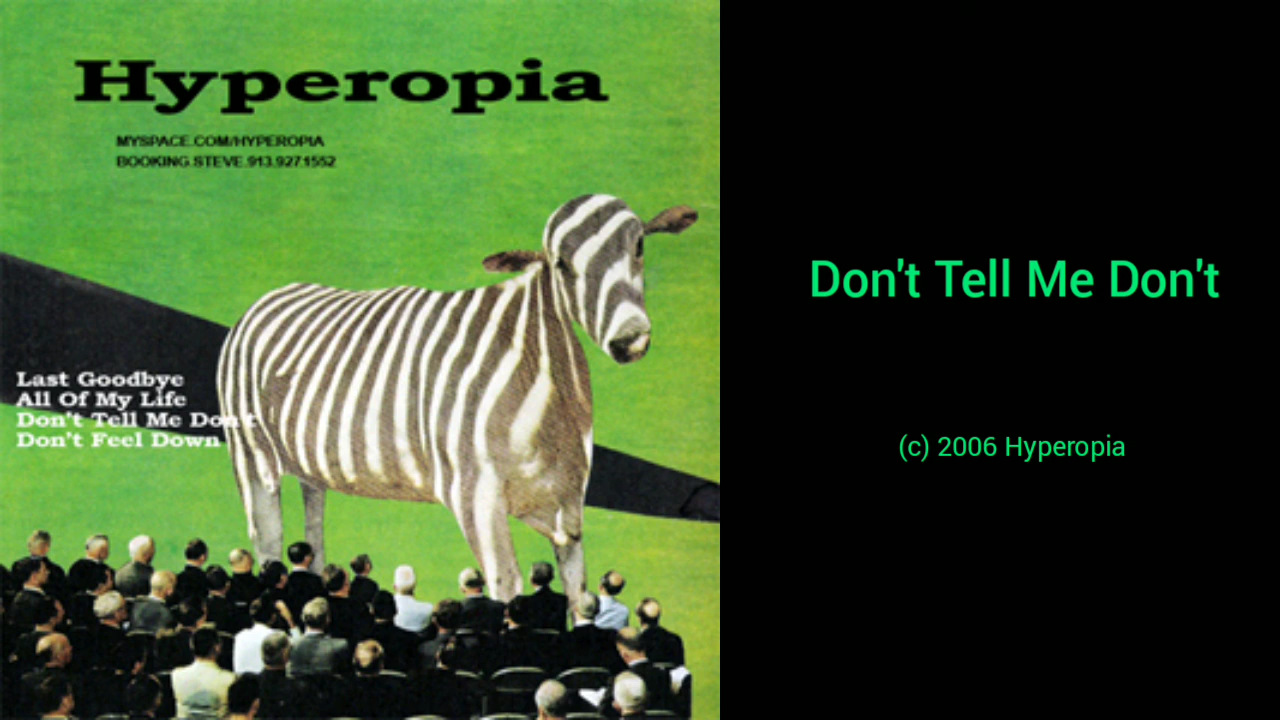 Hyperopia
MYSPACE.COM/HYPEROPIA
BOOKING.STEVE.913.927.1552
Last Goodbye
All Of My Life
Don't Tell Me Don't
Don't Feel Down
Don't Tell Me Don't
(c) 2006 Hyperopia